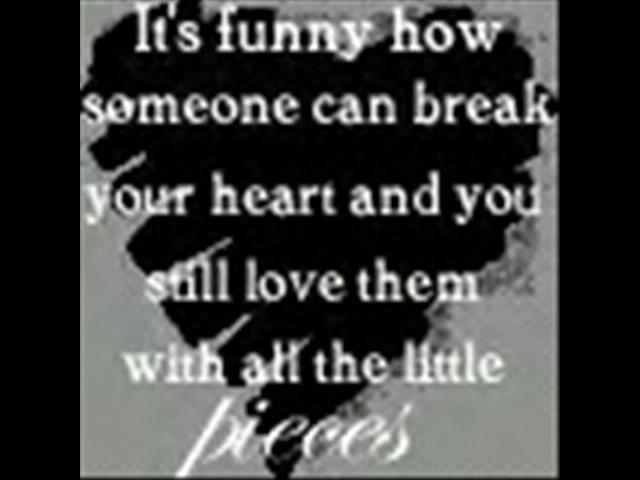 It's funny how
someone can break
your heart and you
still love them
with all the little
pieces